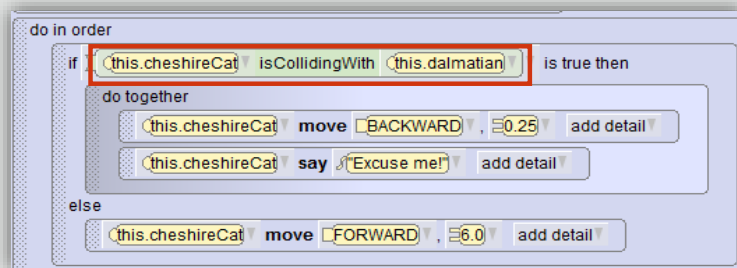 do in order
if this.cheshireCat isCollidingWith this.dalmatian is true then
do together
this.cheshireCat move BACKWARD , 0.25 add detail
this.cheshireCat say "Excuse me!" add detail
else
this.cheshireCat move FORWARD , 6.0 add detail